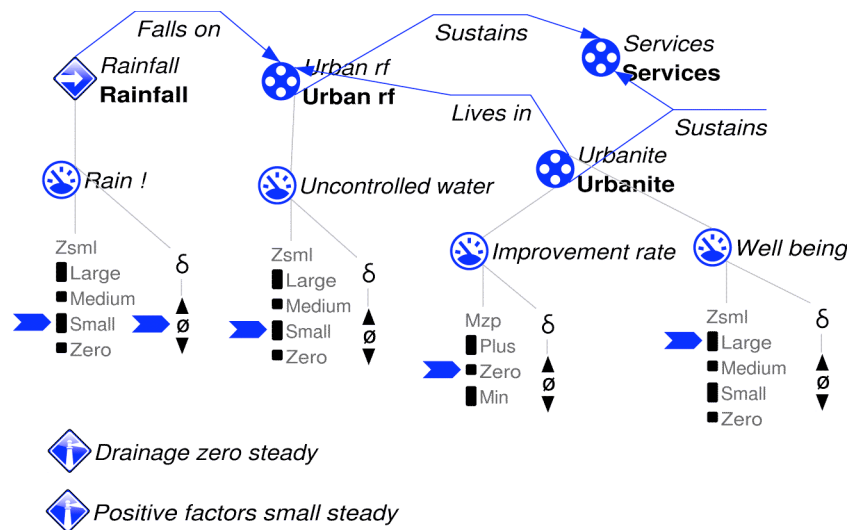 Falls on
Sustains
Rainfall
Rainfall
Urban rf
Urban rf
Services
Services
Lives in
Sustains
Urbanite
Urbanite
Rain !
Uncontrolled water
Improvement rate
Well being
Zsml
δ
Large
Medium
Small
ø
Zero
Zsml
δ
Large
Medium
Small
ø
Zero
Mzp
δ
Plus
Zero
ø
Min
Zsml
δ
Large
Medium
ø
Small
Zero
Drainage zero steady
Positive factors small steady